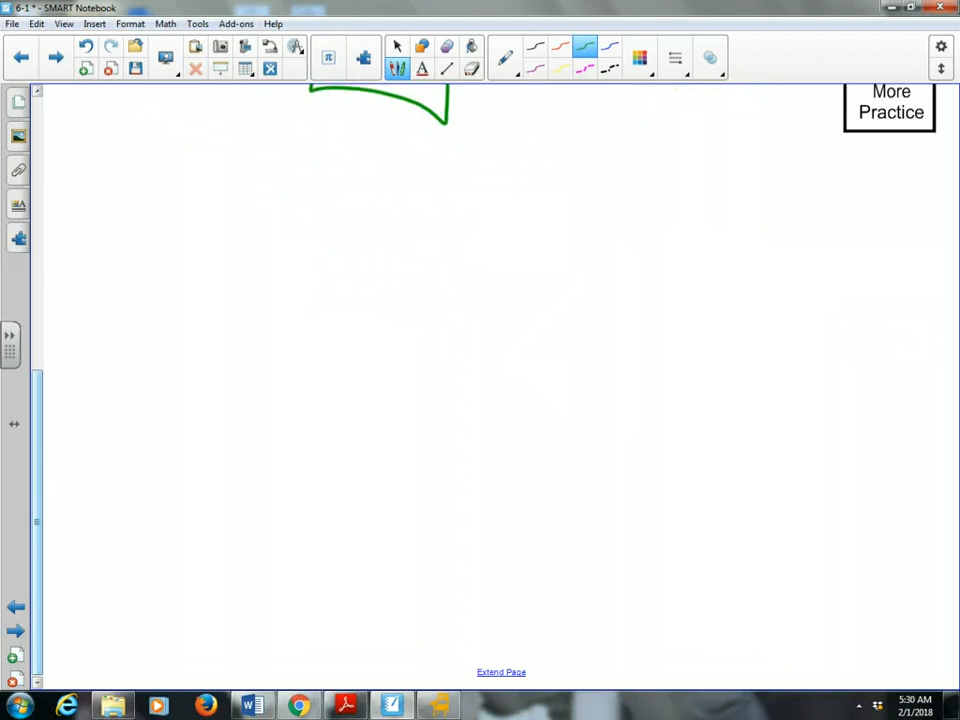 6-1 * - SMART Notebook
File Edit View Insert Format Math Tools Add-ons Help
More
Practice
Extend Page
5:30 AM
2/1/2018